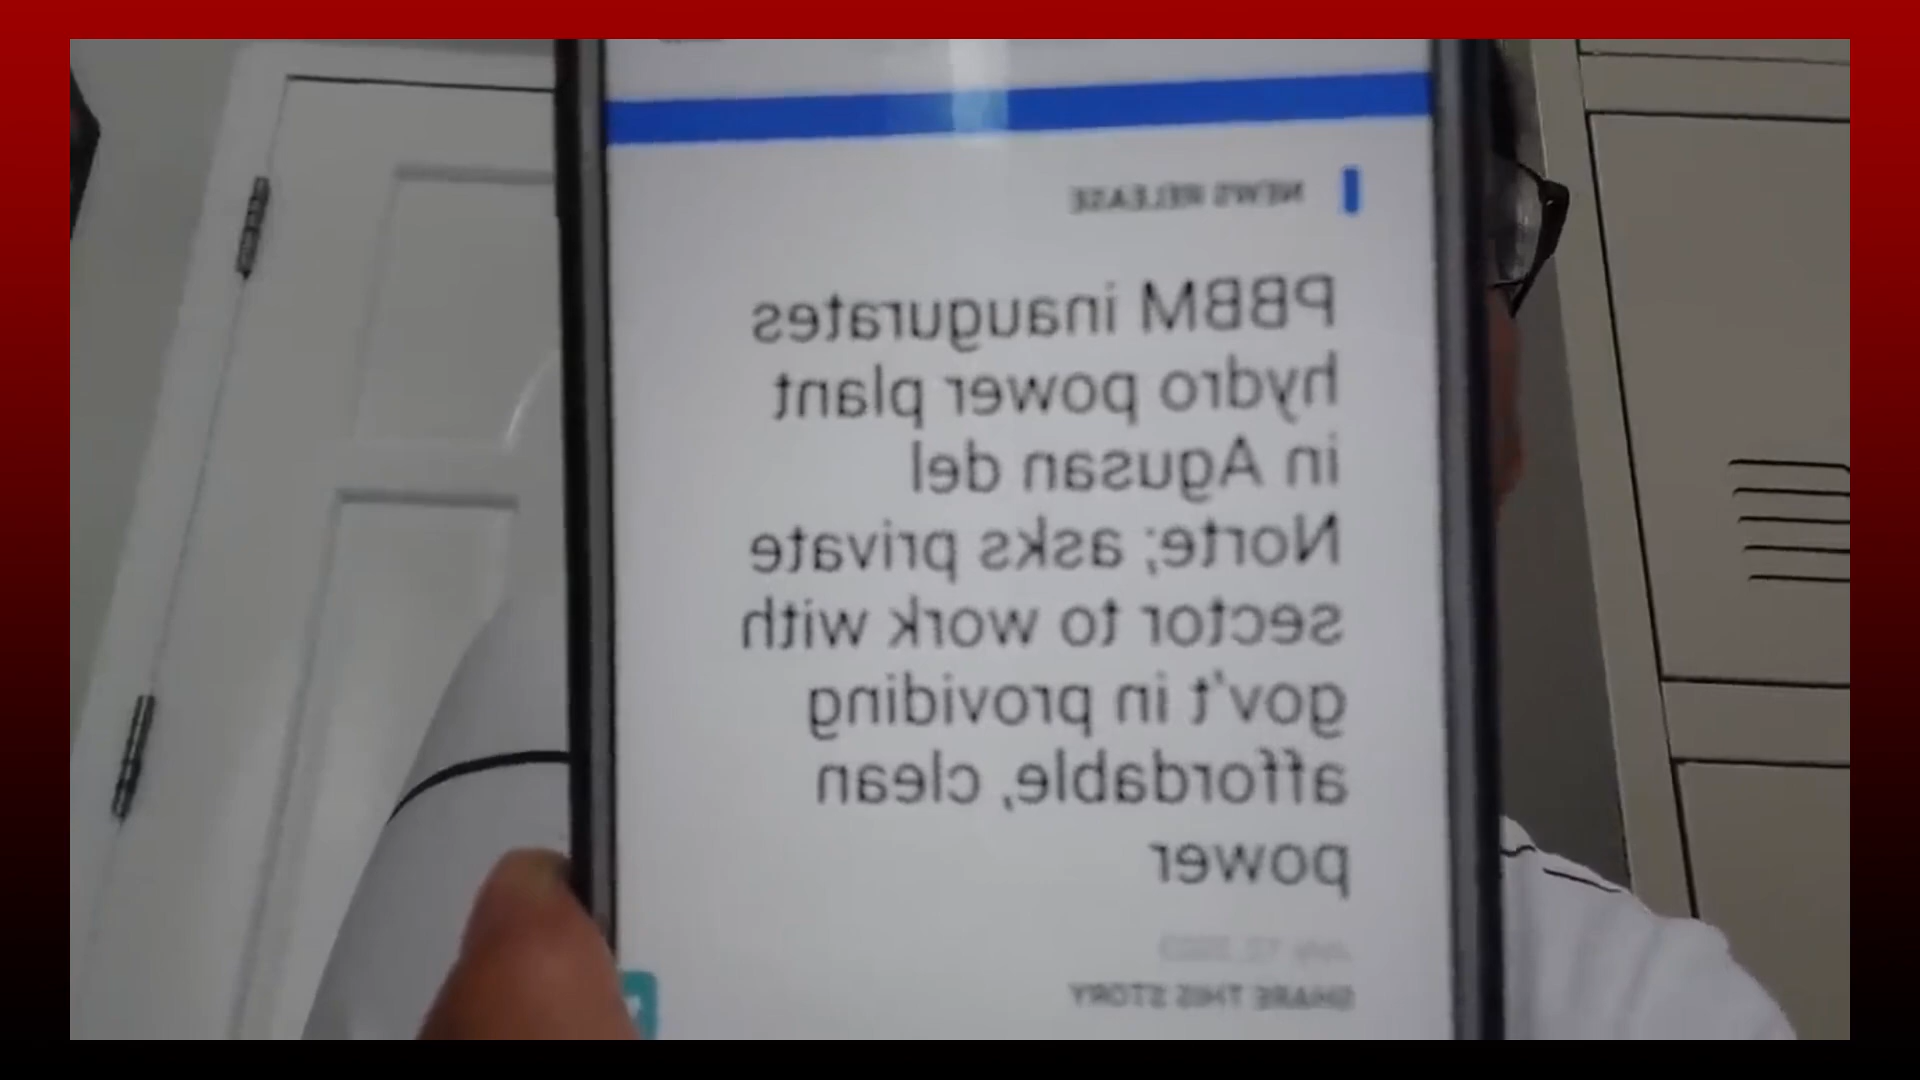 NEWS RELEASE
PBBM inaugurates
hydro power plant
in Agusan del
Norte; asks private
sector to work with
gov't in providing
affordable, clean
power
SHARE THIS STORY